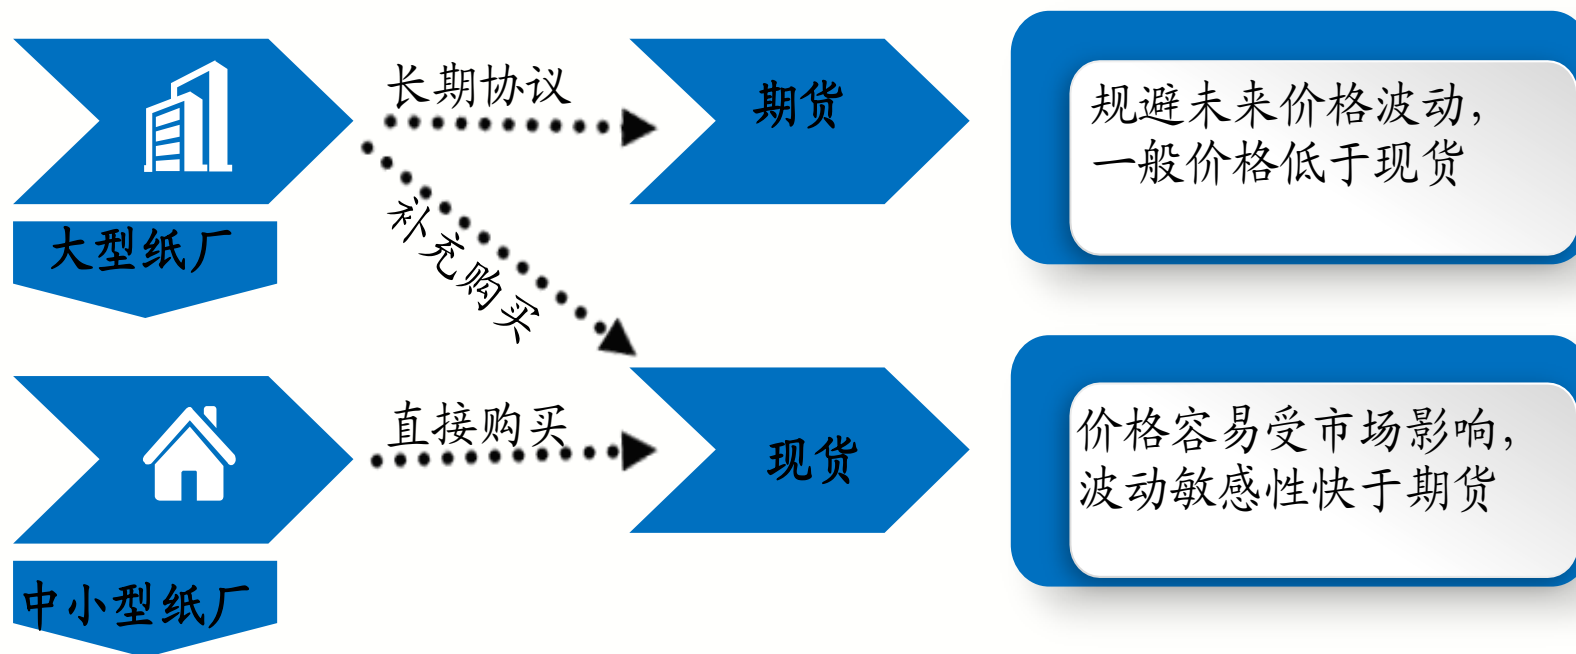 长期协议
期货
规避未来价格波动，
一般价格低于现货
大型纸厂
补充购买
直接购买
现货
价格容易受市场影响，
波动敏感性快于期货
中小型纸厂